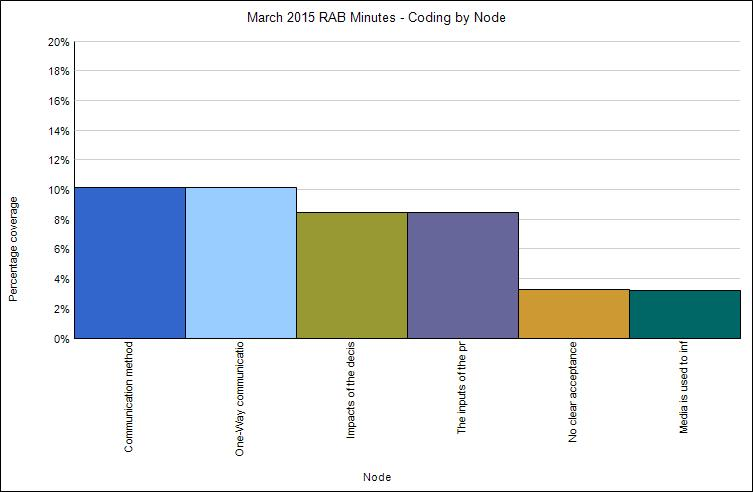 March 2015 RAB Minutes - Coding by Node
20%
18%
16%
14%
12%
10%
8%
6%
4%
2%
0%
Percentage coverage
Communication method
One-Way communicatio
Impacts of the decis
The inputs of the pr
No clear acceptance
Media is used to inf
Node